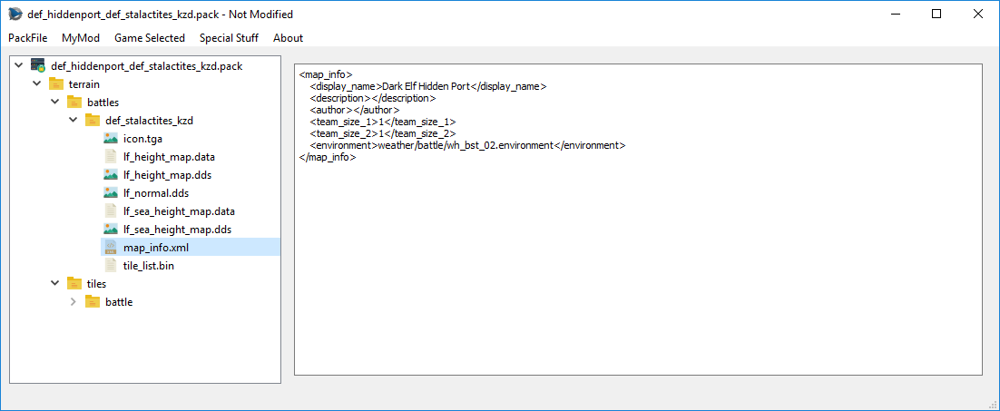 def_hiddenport_def_stalactites_kzd.pack - Not Modified
PackFile MyMod Game Selected Special Stuff About
def_hiddenport_def_stalactites_kzd.pack
terrain
battles
def_stalactites_kzd
icon.tga
lf_height_map.data
lf_height_map.dds
lf_normal.dds
lf_sea_height_map.data
lf_sea_height_map.dds
map_info.xml
tile_list.bin
tiles
battle
<map_info>
<display_name>Dark Elf Hidden Port</display_name>
<description></description>
<author></author>
<team_size_1>1</team_size_1>
<team_size_2>1</team_size_2>
<environment>weather/battle/wh_bst_02.environment</environment>
</map_info>